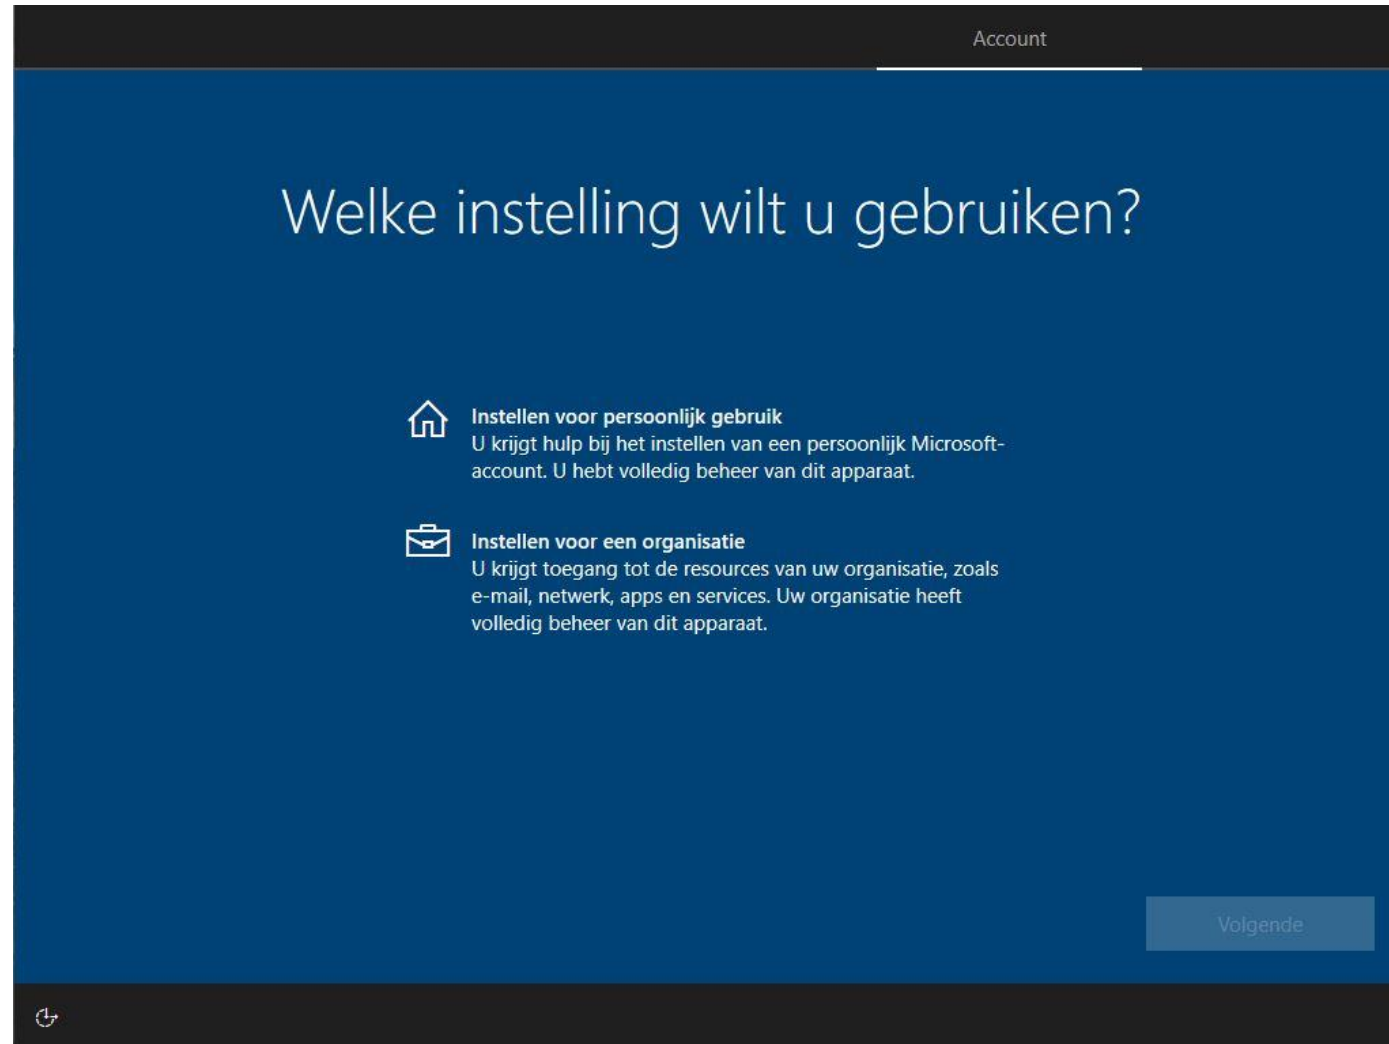 Account
Welke instelling wilt u gebruiken?
Instellen voor persoonlijk gebruik
U krijgt hulp bij het instellen van een persoonlijk Microsoft-
account. U hebt volledig beheer van dit apparaat.
Instellen voor een organisatie
U krijgt toegang tot de resources van uw organisatie, zoals
e-mail, netwerk, apps en services. Uw organisatie heeft
volledig beheer van dit apparaat.
Volgende